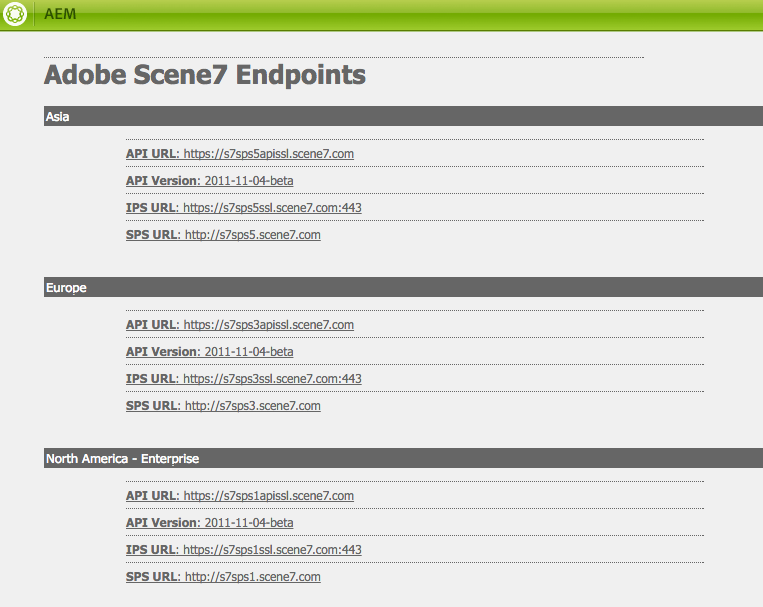 AEM
Adobe Scene7 Endpoints
Asia
API URL: https://s7sps5apissl.scene7.com
API Version: 2011-11-04-beta
IPS URL: https://s7sps5ssl.scene7.com:443
SPS URL: http://s7sps5.scene7.com
Europe
API URL: https://s7sps3apissl.scene7.com
API Version: 2011-11-04-beta
IPS URL: https://s7sps3ssl.scene7.com:443
SPS URL: http://s7sps3.scene7.com
North America - Enterprise
API URL: https://s7sps1apissl.scene7.com
API Version: 2011-11-04-beta
IPS URL: https://s7sps1ssl.scene7.com:443
SPS URL: http://s7sps1.scene7.com